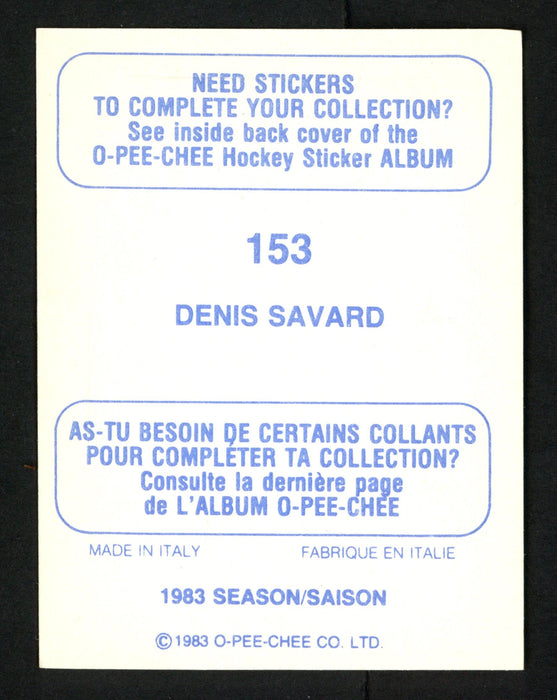 NEED STICKERS
TO COMPLETE YOUR COLLECTION?
See inside back cover of the
O-PEE-CHEE Hockey Sticker ALBUM
153
DENIS SAVARD
AS-TU BESOIN DE CERTAINS COLLANTS
POUR COMPLÉTER TA COLLECTION?
Consulte la dernière page
de L'ALBUM O-PEE-CHEE
MADE IN ITALY FABRIQUE EN ITALIE
1983 SEASON/SAISON
© 1983 O-PEE-CHEE CO. LTD.